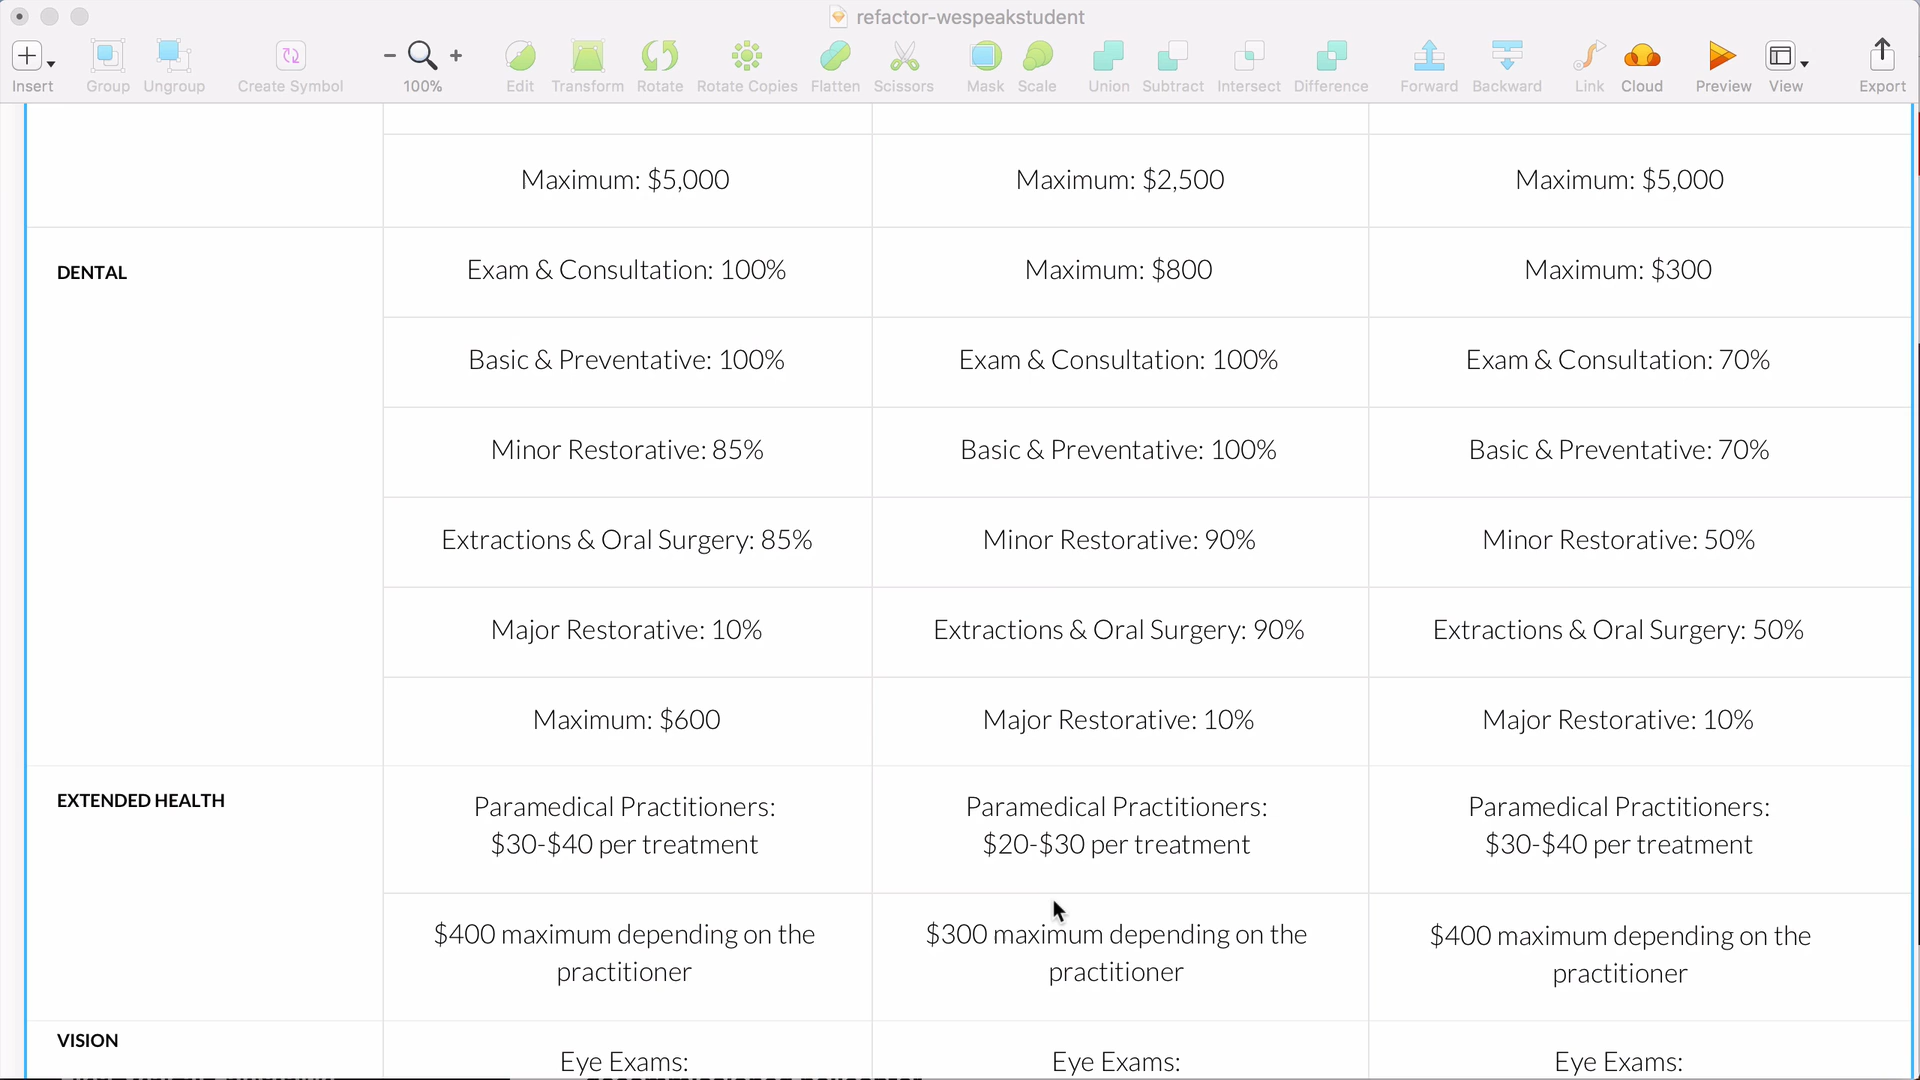 refactor-wespeakstudent
Insert Group Ungroup Create Symbol 100% Edit Transform Rotate Rotate Copies Flatten Scissors Mask Scale Union Subtract Intersect Difference Forward Backward Link Cloud Preview View Export
Maximum: $5,000 Maximum: $2,500 Maximum: $5,000
DENTAL Exam & Consultation: 100% Maximum: $800 Maximum: $300
Basic & Preventative: 100% Exam & Consultation: 100% Exam & Consultation: 70%
Minor Restorative: 85% Basic & Preventative: 100% Basic & Preventative: 70%
Extractions & Oral Surgery: 85% Minor Restorative: 90% Minor Restorative: 50%
Major Restorative: 10% Extractions & Oral Surgery: 90% Extractions & Oral Surgery: 50%
Maximum: $600 Major Restorative: 10% Major Restorative: 10%
EXTENDED HEALTH Paramedical Practitioners: Paramedical Practitioners: Paramedical Practitioners:
$30-$40 per treatment $20-$30 per treatment $30-$40 per treatment
$400 maximum depending on the $300 maximum depending on the $400 maximum depending on the
practitioner practitioner practitioner
VISION Eye Exams: Eye Exams: Eye Exams: